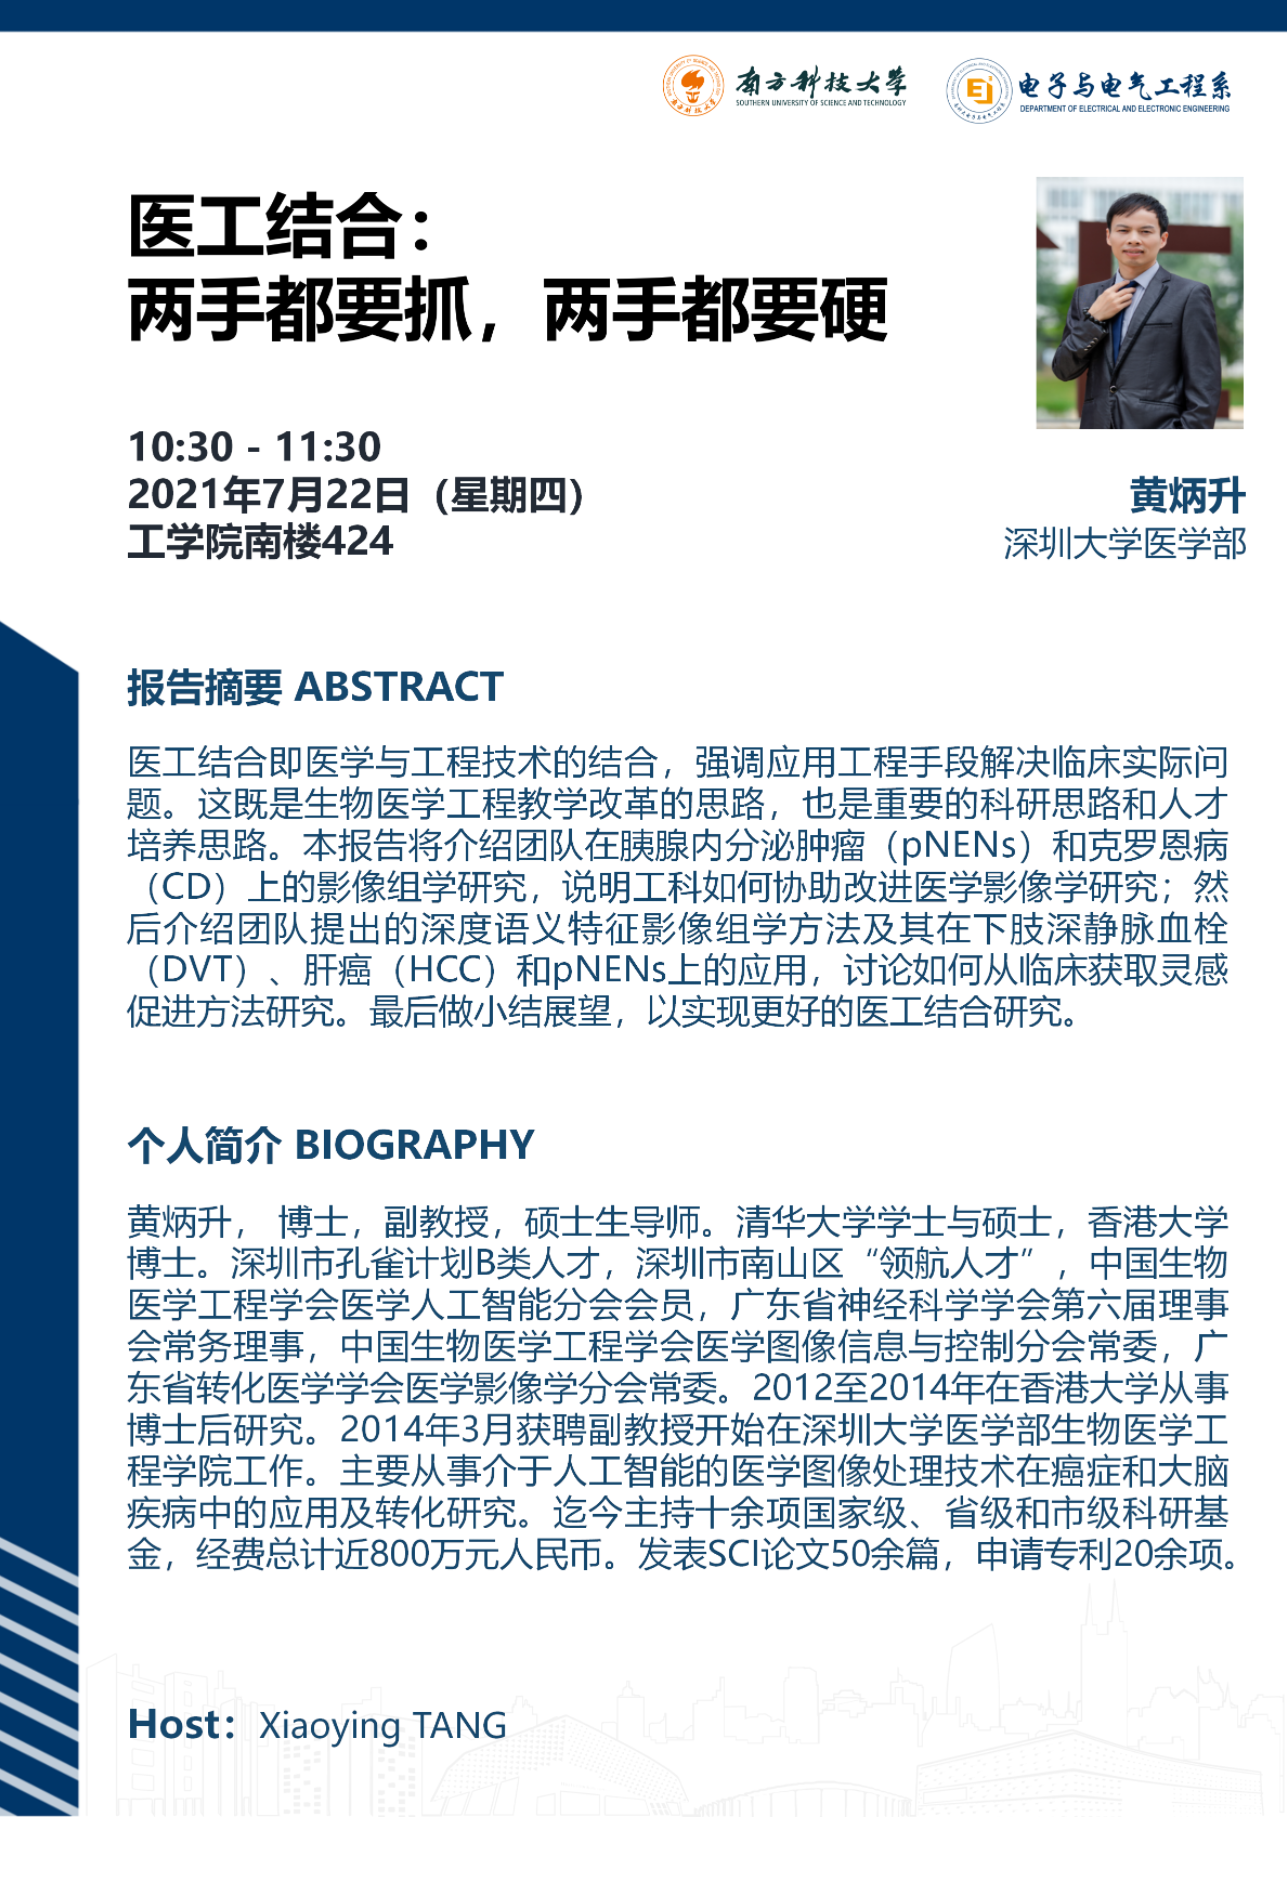 南方科技大学
SOUTHERN UNIVERSITY OF SCIENCE AND TECHNOLOGY
电子与电气工程系
DEPARTMENT OF ELECTRICAL AND ELECTRONIC ENGINEERING
医工结合：
两手都要抓，两手都要硬
10:30 - 11:30
2021年7月22日（星期四）
工学院南楼424
黄炳升
深圳大学医学部
报告摘要 ABSTRACT
医工结合即医学与工程技术的结合，强调应用工程手段解决临床实际问
题。这既是生物医学工程教学改革的思路，也是重要的科研思路和人才
培养思路。本报告将介绍团队在胰腺内分泌肿瘤（pNENs）和克罗恩病
（CD）上的影像组学研究，说明工科如何协助改进医学影像学研究；然
后介绍团队提出的深度语义特征影像组学方法及其在下肢深静脉血栓
（DVT）、肝癌（HCC）和pNENs上的应用，讨论如何从临床获取灵感
促进方法研究。最后做小结展望，以实现更好的医工结合研究。
个人简介 BIOGRAPHY
黄炳升， 博士，副教授，硕士生导师。清华大学学士与硕士，香港大学
博士。深圳市孔雀计划B类人才，深圳市南山区“领航人才”，中国生物
医学工程学会医学人工智能分会会员，广东省神经科学学会第六届理事
会常务理事，中国生物医学工程学会医学图像信息与控制分会常委，广
东省转化医学学会医学影像学分会常委。2012至2014年在香港大学从事
博士后研究。2014年3月获聘副教授开始在深圳大学医学部生物医学工
程学院工作。主要从事介于人工智能的医学图像处理技术在癌症和大脑
疾病中的应用及转化研究。迄今主持十余项国家级、省级和市级科研基
金，经费总计近800万元人民币。发表SCI论文50余篇，申请专利20余项。
Host：Xiaoying TANG